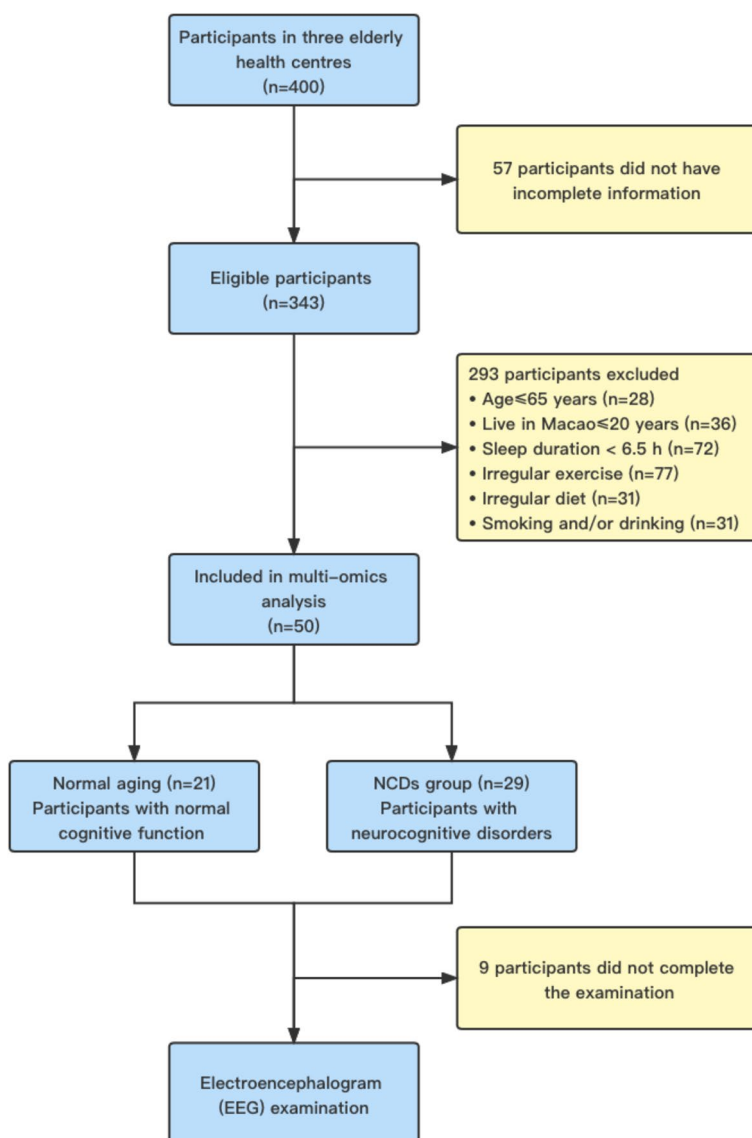 Participants in three elderly
health centres
(n=400)
57 participants did not have
incomplete information
Eligible participants
(n=343)
293 participants excluded
• Age≤65 years (n=28)
• Live in Macao≤20 years (n=36)
• Sleep duration < 6.5 h (n=72)
• Irregular exercise (n=77)
• Irregular diet (n=31)
• Smoking and/or drinking (n=31)
Included in multi-omics
analysis
(n=50)
Normal aging (n=21)
Participants with normal
cognitive function
NCDs group (n=29)
Participants with
neurocognitive disorders
9 participants did not complete
the examination
Electroencephalogram
(EEG) examination